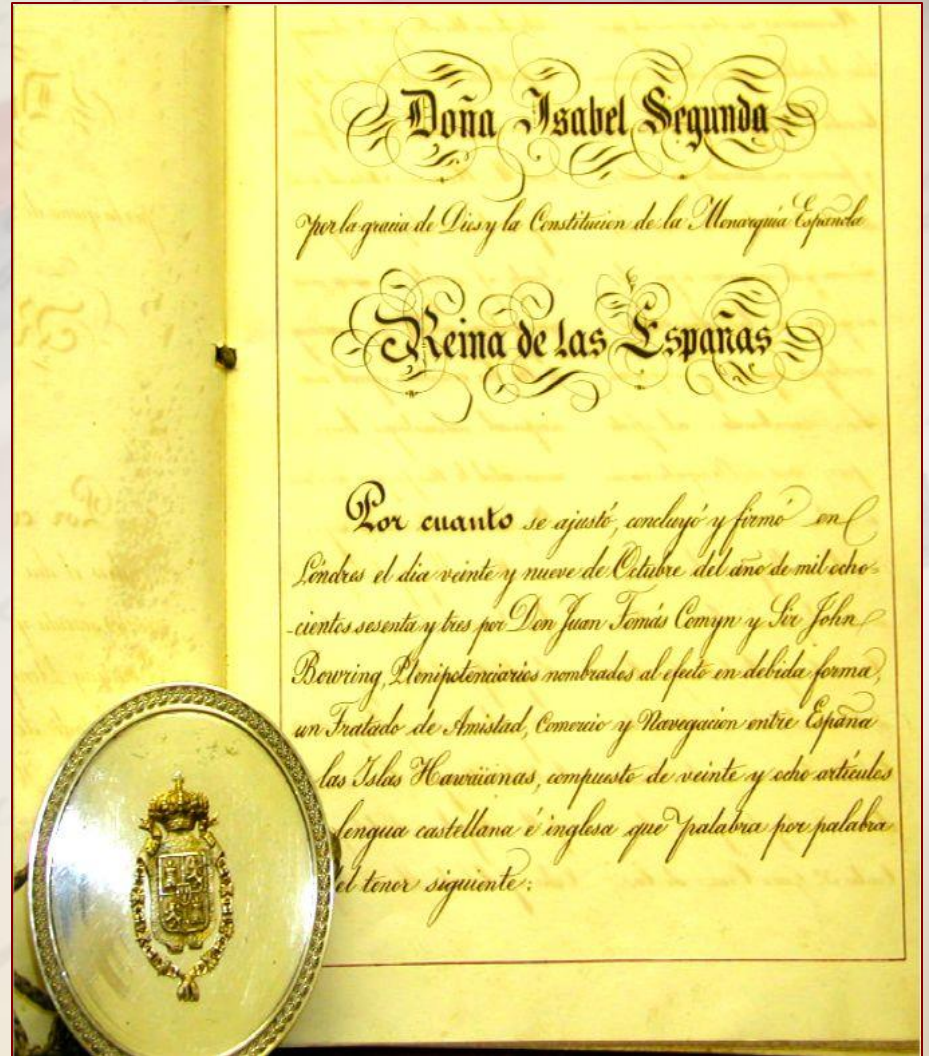 Doña Isabel Segunda
por la gracia de Dios y la Constitucion de la Monarquía Española
Reina de las Españas
Por cuanto se ajustó, concluyó y firmó en
Lóndres el dia veinte y nueve de Octubre del año de mil ocho-
-cientos sesenta y tres por Don Juan Tomás Comyn y Sir John
Bowring, Plenipotenciarios nombrados al efecto en debida forma,
un Tratado de Amistad, Comercio y Navegacion entre España
las Islas Hawaiianas, compuesto de veinte y ocho artículos
lengua castellana é inglesa que palabra por palabra
el tenor siguiente: